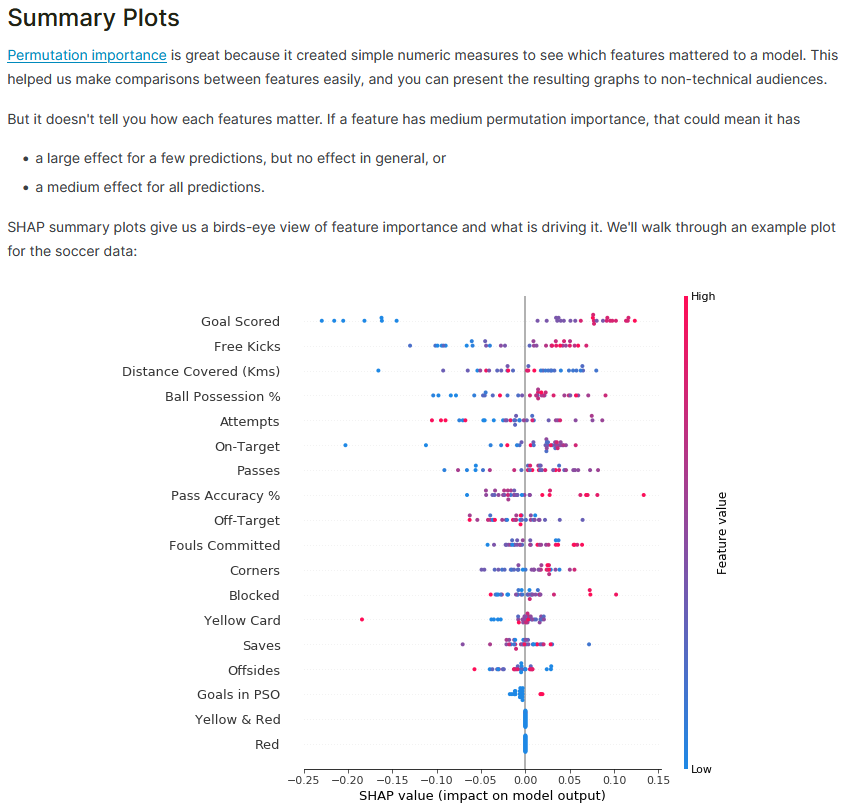 Summary Plots
Permutation importance is great because it created simple numeric measures to see which features mattered to a model. This
helped us make comparisons between features easily, and you can present the resulting graphs to non-technical audiences.
But it doesn't tell you how each features matter. If a feature has medium permutation importance, that could mean it has
• a large effect for a few predictions, but no effect in general, or
• a medium effect for all predictions.
SHAP summary plots give us a birds-eye view of feature importance and what is driving it. We'll walk through an example plot
for the soccer data:
High
Goal Scored
Free Kicks
Distance Covered (Kms)
Ball Possession %
Attempts
On-Target
Passes
Pass Accuracy %
Off-Target
Fouls Committed
Corners
Blocked
Yellow Card
Saves
Offsides
Goals in PSO
Yellow & Red
Red
Feature value
Low
−0.25 −0.20 −0.15 −0.10 −0.05 0.00 0.05 0.10 0.15
SHAP value (impact on model output)